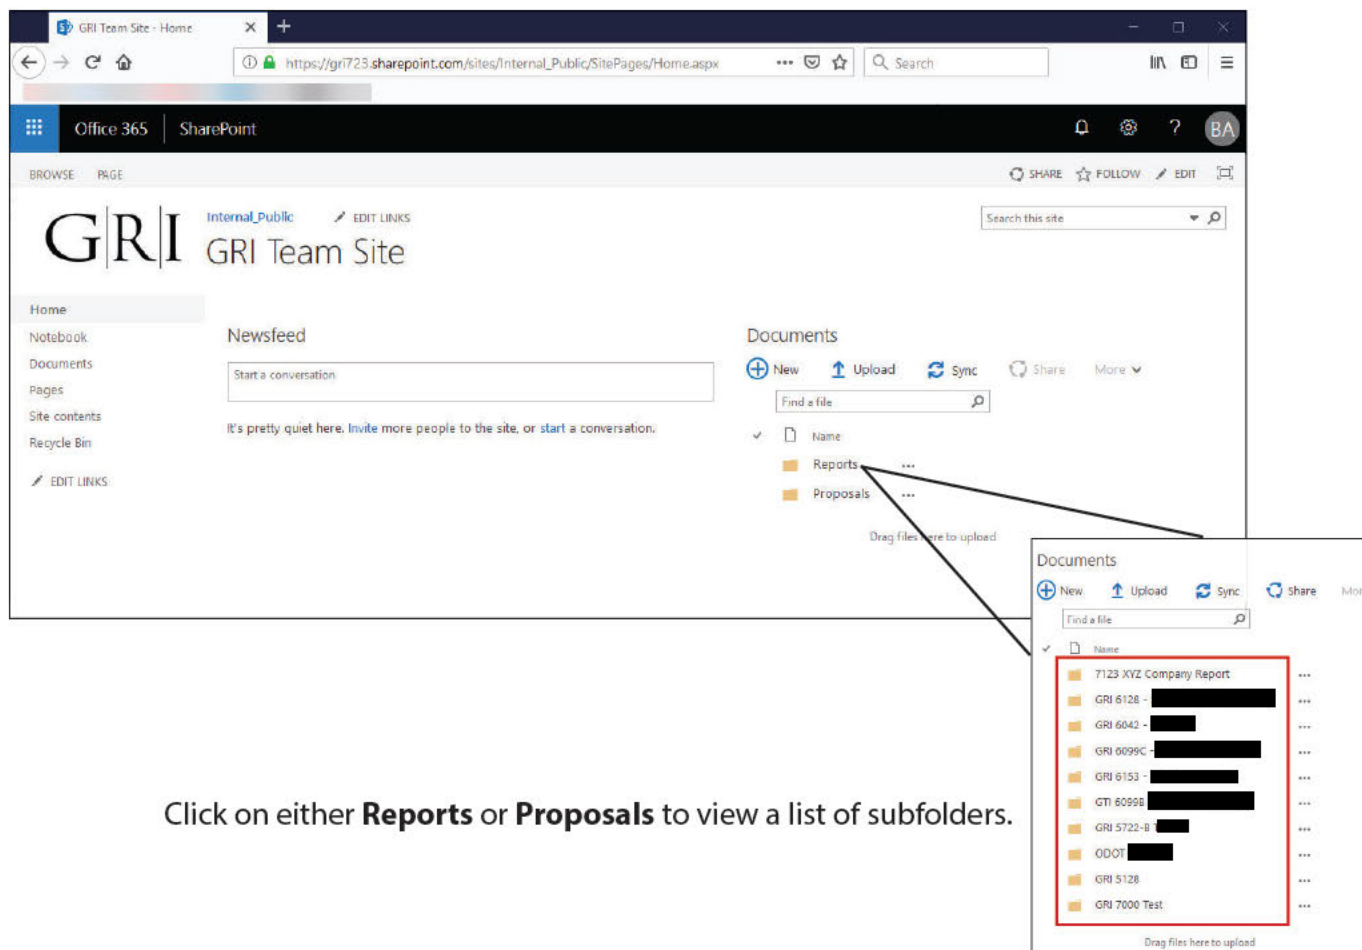 GRI Team Site - Home
https://gri723.sharepoint.com/sites/Internal_Public/SitePages/Home.aspx
Search
Office 365 SharePoint
BA
BROWSE PAGE
SHARE FOLLOW EDIT
G|R|I
Internal_Public EDIT LINKS
GRI Team Site
Search this site
Home
Notebook
Documents
Pages
Site contents
Recycle Bin
EDIT LINKS
Newsfeed
Start a conversation
It's pretty quiet here. Invite more people to the site, or start a conversation.
Documents
New Upload Sync Share More
Find a file
Name
Reports
Proposals
Drag files here to upload
Documents
New Upload Sync Share Mor
Find a file
Name
7123 XYZ Company Report
GRI 6128 -
GRI 6042 -
GRI 6099C -
GRI 6153 -
GTI 6099B
GRI 5722-B
ODOT
GRI 5128
GRI 7000 Test
Drag files here to upload
Click on either Reports or Proposals to view a list of subfolders.